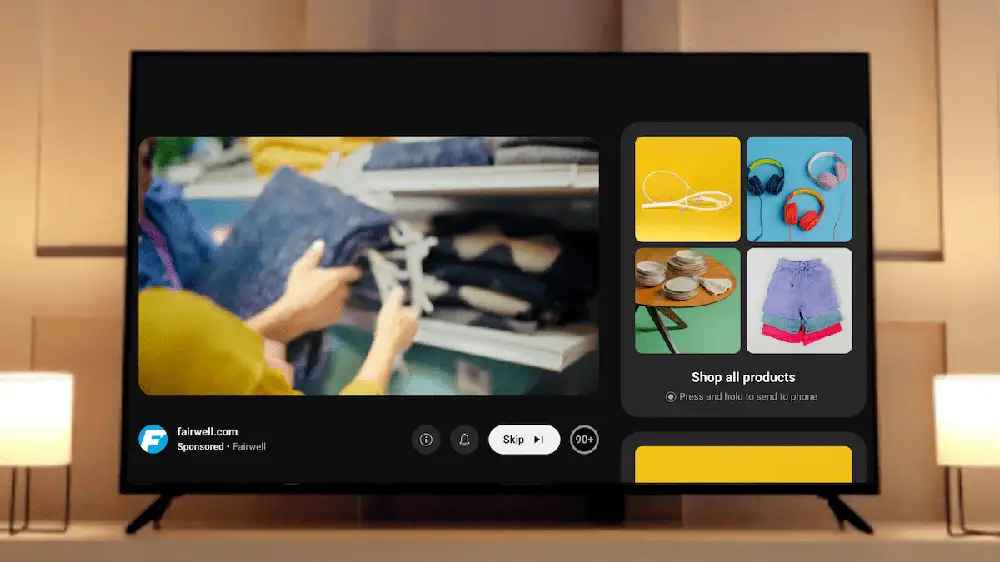 fairwell.com
Sponsored · Fairwell
Skip
90+
Shop all products
Press and hold to send to phone